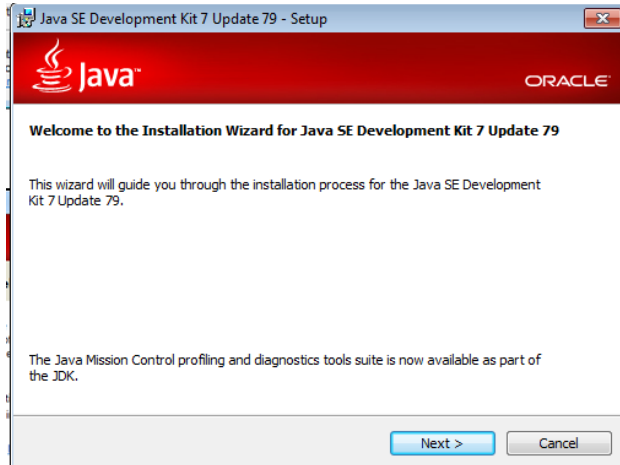 Java SE Development Kit 7 Update 79 - Setup
Java™
ORACLE®
Welcome to the Installation Wizard for Java SE Development Kit 7 Update 79
This wizard will guide you through the installation process for the Java SE Development
Kit 7 Update 79.
The Java Mission Control profiling and diagnostics tools suite is now available as part of
the JDK.
Next >
Cancel